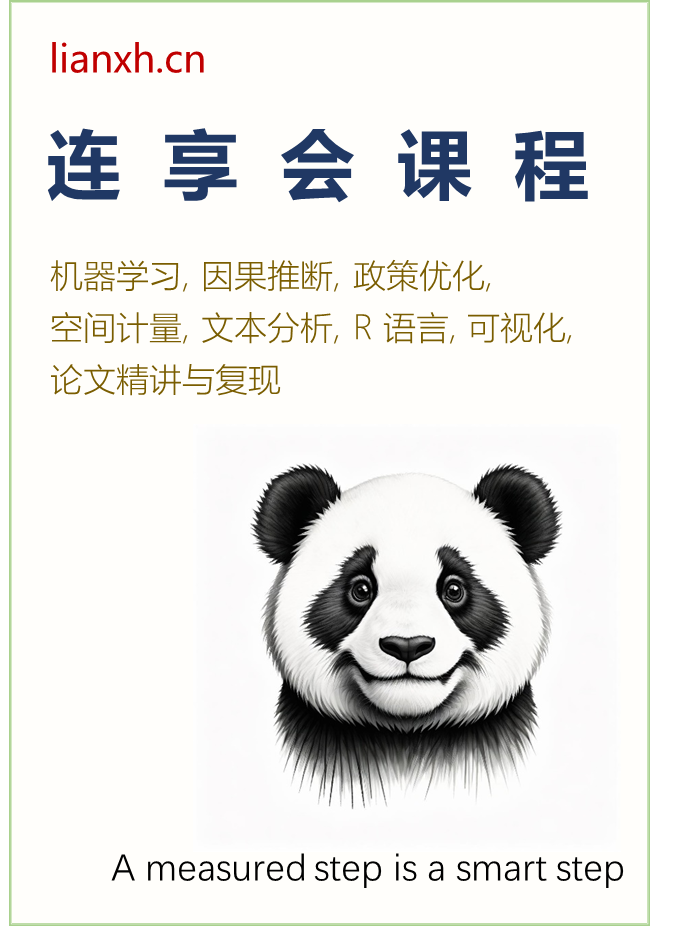 lianxh.cn
连享会课程
机器学习, 因果推断, 政策优化,
空间计量, 文本分析, R 语言, 可视化,
论文精讲与复现
A measured step is a smart step